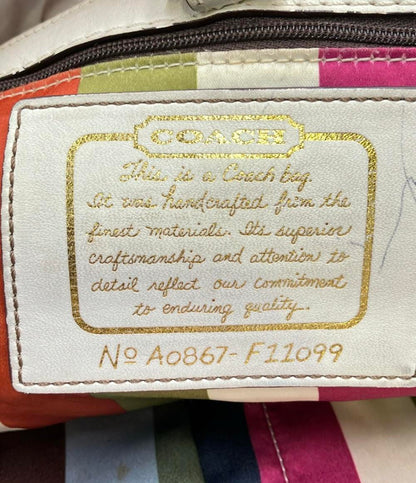 COACH
This is a Coach bag.
It was handcrafted from the
finest materials. Its superior
craftsmanship and attention to
detail reflect our commitment
to enduring quality.
No A0867-F11099